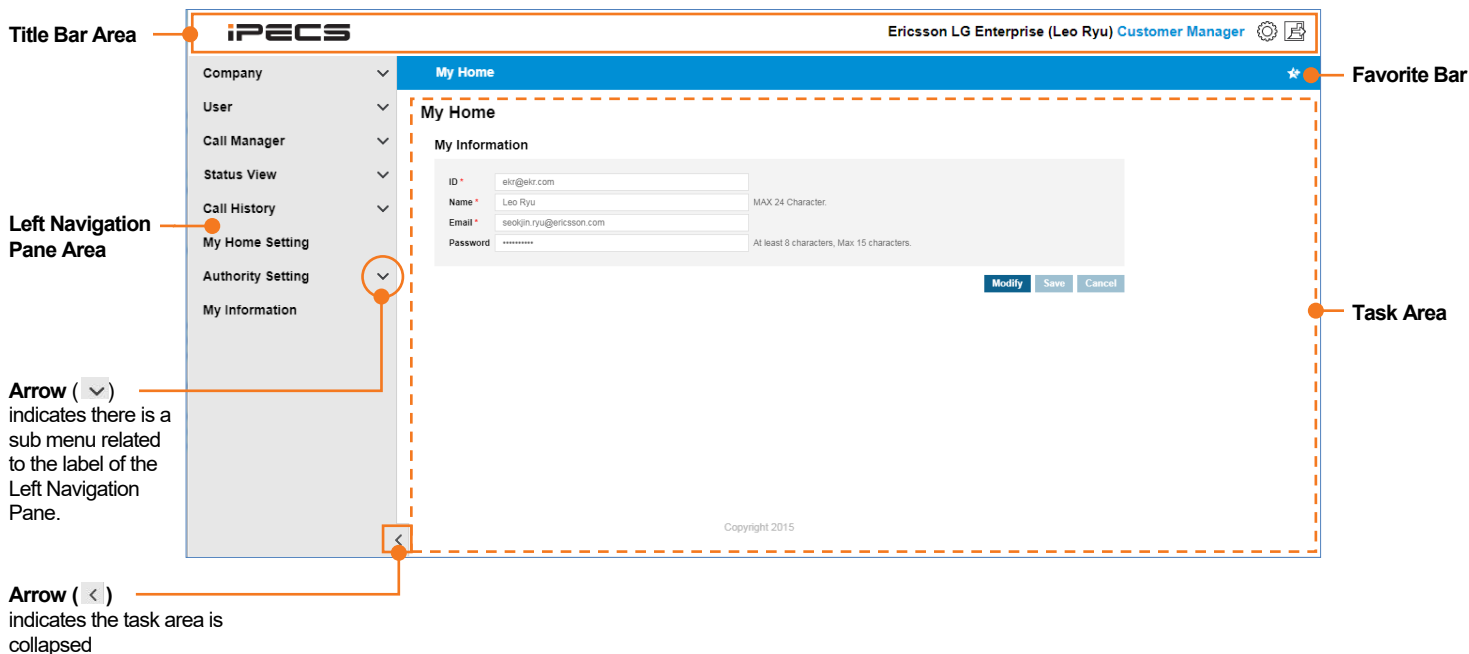 Title Bar Area
iPECS
Ericsson LG Enterprise (Leo Ryu) Customer Manager
Company
User
Call Manager
Status View
Call History
My Home Setting
Authority Setting
My Information
My Home
Favorite Bar
My Home
My Information
ID *
ekr@ekr.com
Name *
Leo Ryu
MAX 24 Character.
Email *
seokjin.ryu@ericsson.com
Password
••••••••••
At least 8 characters, Max 15 characters.
Modify
Save
Cancel
Left Navigation
Pane Area
Task Area
Arrow ( )
indicates there is a
sub menu related
to the label of the
Left Navigation
Pane.
Copyright 2015
Arrow ( )
indicates the task area is
collapsed